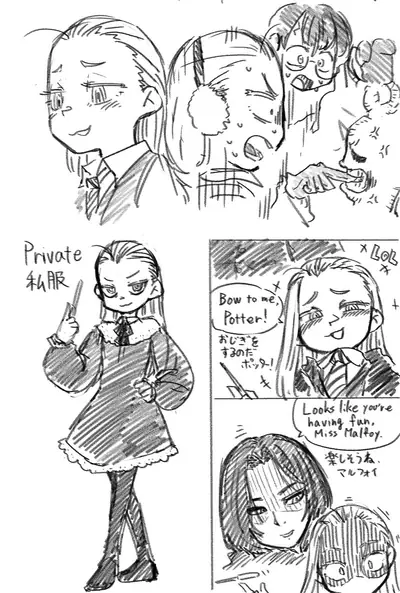 Private
私服
LOL
Bow to me,
Potter!
おじぎを
するのだ
ポッター!
Looks like you're
having fun,
Miss Malfoy.
楽しそうね、
マルフォイ